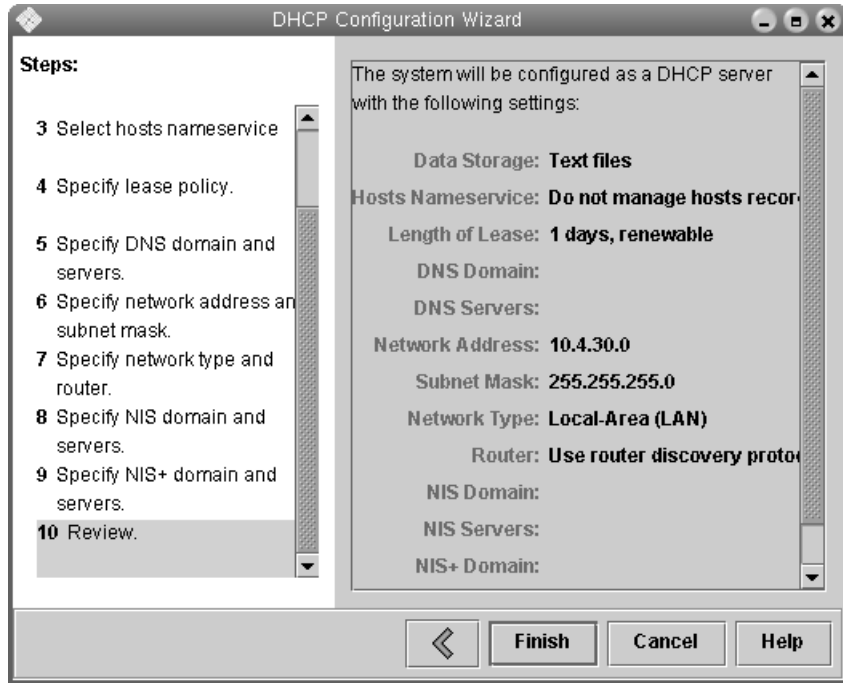 DHCP Configuration Wizard
Steps:
3 Select hosts nameservice
4 Specify lease policy.
5 Specify DNS domain and
servers.
6 Specify network address an
subnet mask.
7 Specify network type and
router.
8 Specify NIS domain and
servers.
9 Specify NIS+ domain and
servers.
10 Review.
The system will be configured as a DHCP server
with the following settings:
Data Storage: Text files
Hosts Nameservice: Do not manage hosts recor
Length of Lease: 1 days, renewable
DNS Domain:
DNS Servers:
Network Address: 10.4.30.0
Subnet Mask: 255.255.255.0
Network Type: Local-Area (LAN)
Router: Use router discovery proto
NIS Domain:
NIS Servers:
NIS+ Domain:
Finish Cancel Help